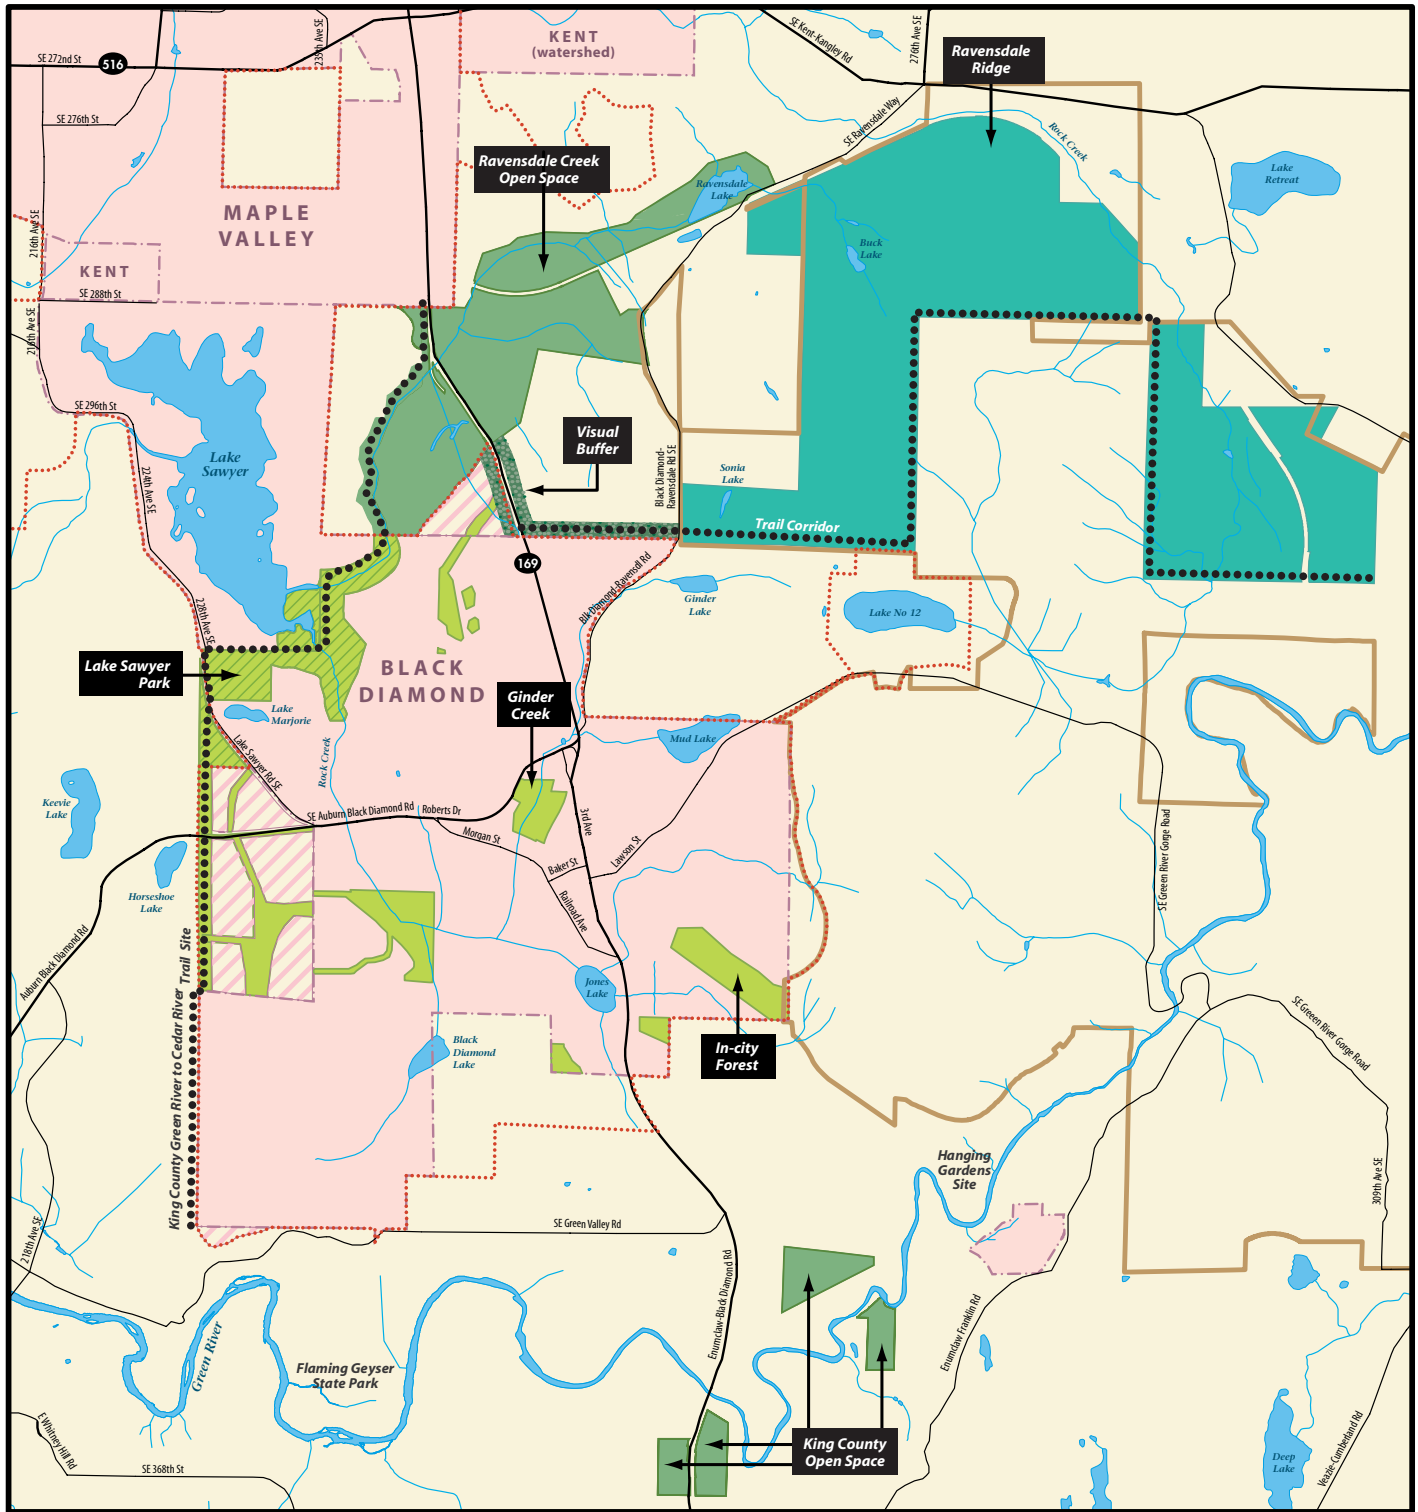 SE 272nd St
516
235th Ave SE
KENT
(watershed)
SE Kent-Kangley Rd
276th Ave SE
Ravensdale
Ridge
SE 276th St
SE Ravensdale Way
Rock Creek
Lake
Retreat
Ravensdale Creek
Open Space
Ravensdale
Lake
MAPLE
VALLEY
216th Ave SE
KENT
Buck
Lake
SE 288th St
216th Ave SE
SE 296th St
Lake
Sawyer
224th Ave SE
Visual
Buffer
Black Diamond-
Ravensdale Rd SE
Sonia
Lake
Trail Corridor
169
Blk Diamond-Ravensdl Rd
Ginder
Lake
Lake No 12
228th Ave SE
Lake Sawyer
Park
BLACK
DIAMOND
Ginder
Creek
Lake
Marjorie
Mud Lake
Lake Sawyer Rd SE
Rock Creek
Keevie
Lake
SE Auburn Black Diamond Rd
Roberts Dr
Morgan St
3rd Ave
Baker St
Lawson St
Railroad Ave
SE Green River Gorge Road
Horseshoe
Lake
Auburn Black Diamond Rd
King County Green River to Cedar River Trail Site
Jones
Lake
SE Greeen River Gorge Road
Black
Diamond
Lake
In-city
Forest
Hanging
Gardens
Site
309th Ave SE
218th Ave SE
SE Green Valley Rd
Enumclaw-Black Diamond Rd
Enumclaw Franklin Rd
Green River
Flaming Geyser
State Park
E Whitney Hill Rd
SE 368th St
King County
Open Space
Deep
Lake
Veazie-Cumberland Rd